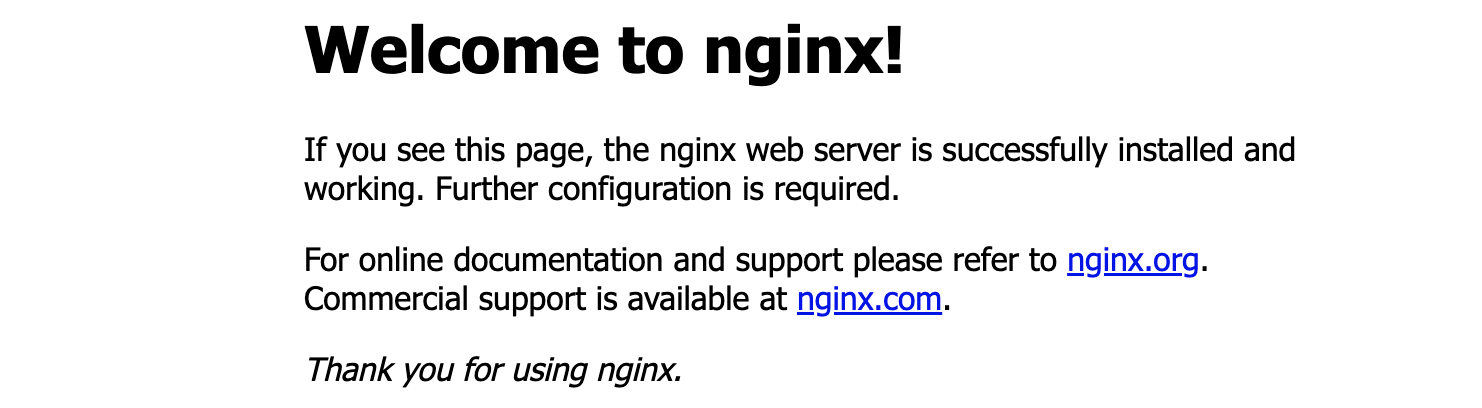 Welcome to nginx!
If you see this page, the nginx web server is successfully installed and
working. Further configuration is required.
For online documentation and support please refer to nginx.org.
Commercial support is available at nginx.com.
Thank you for using nginx.